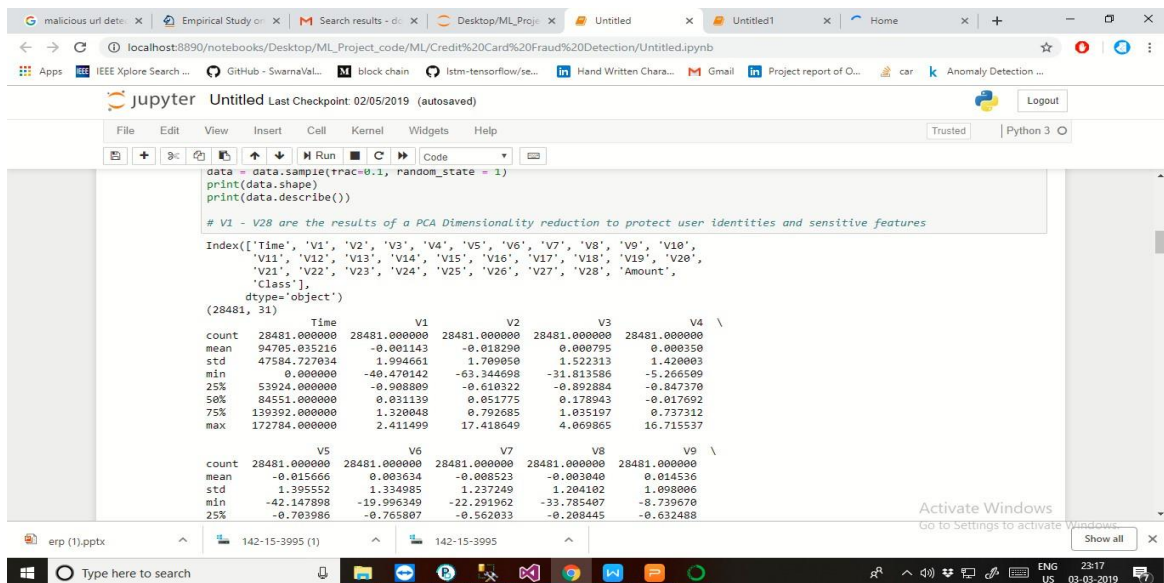 malicious url dete
Empirical Study on
Search results - do
Desktop/ML_Proje
Untitled
Untitled1
Home
localhost:8890/notebooks/Desktop/ML_Project_code/ML/Credit%20Card%20Fraud%20Detection/Untitled.ipynb
Apps IEEE Xplore Search ... GitHub - SwarnaVal... block chain lstm-tensorflow/se... Hand Written Chara... Gmail Project report of O... car Anomaly Detection ...
jupyter Untitled Last Checkpoint: 02/05/2019 (autosaved) Logout
File Edit View Insert Cell Kernel Widgets Help Trusted Python 3
Run Code
data = data.sample(frac=0.1, random_state = 1)
print(data.shape)
print(data.describe())
# V1 - V28 are the results of a PCA Dimensionality reduction to protect user identities and sensitive features
Index(['Time', 'V1', 'V2', 'V3', 'V4', 'V5', 'V6', 'V7', 'V8', 'V9', 'V10',
'V11', 'V12', 'V13', 'V14', 'V15', 'V16', 'V17', 'V18', 'V19', 'V20',
'V21', 'V22', 'V23', 'V24', 'V25', 'V26', 'V27', 'V28', 'Amount',
'Class'],
dtype='object')
(28481, 31)
Time V1 V2 V3 V4 \
count 28481.000000 28481.000000 28481.000000 28481.000000 28481.000000
mean 94705.035216 -0.001143 -0.018290 0.000795 0.000350
std 47584.727034 1.994661 1.709050 1.522313 1.420003
min 0.000000 -40.470142 -63.344698 -31.813586 -5.266509
25% 53924.000000 -0.908809 -0.610322 -0.892884 -0.847370
50% 84551.000000 0.031139 0.051775 0.178943 -0.017692
75% 139392.000000 1.320048 0.792685 1.035197 0.737312
max 172784.000000 2.411499 17.418649 4.069865 16.715537
V5 V6 V7 V8 V9 \
count 28481.000000 28481.000000 28481.000000 28481.000000 28481.000000
mean -0.015666 0.003634 -0.008523 -0.003040 0.014536
std 1.395552 1.334985 1.237249 1.204102 1.098006
min -42.147898 -19.996349 -22.291962 -33.785407 -8.739670
25% -0.703986 -0.765807 -0.562033 -0.208445 -0.632488
Activate Windows
Go to Settings to activate Windows.
erp (1).pptx 142-15-3995 (1) 142-15-3995 Show all
Type here to search ENG 23:17
US 03-03-2019